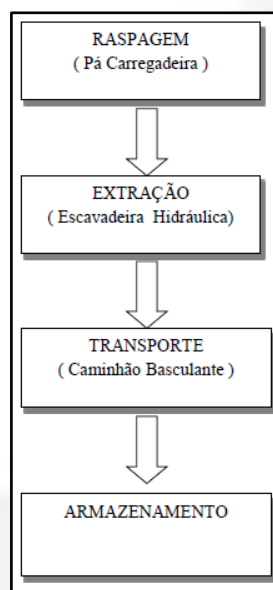 RASPAGEM
( Pá Carregadeira )
EXTRAÇÃO
( Escavadeira Hidráulica)
TRANSPORTE
( Caminhão Basculante )
ARMAZENAMENTO